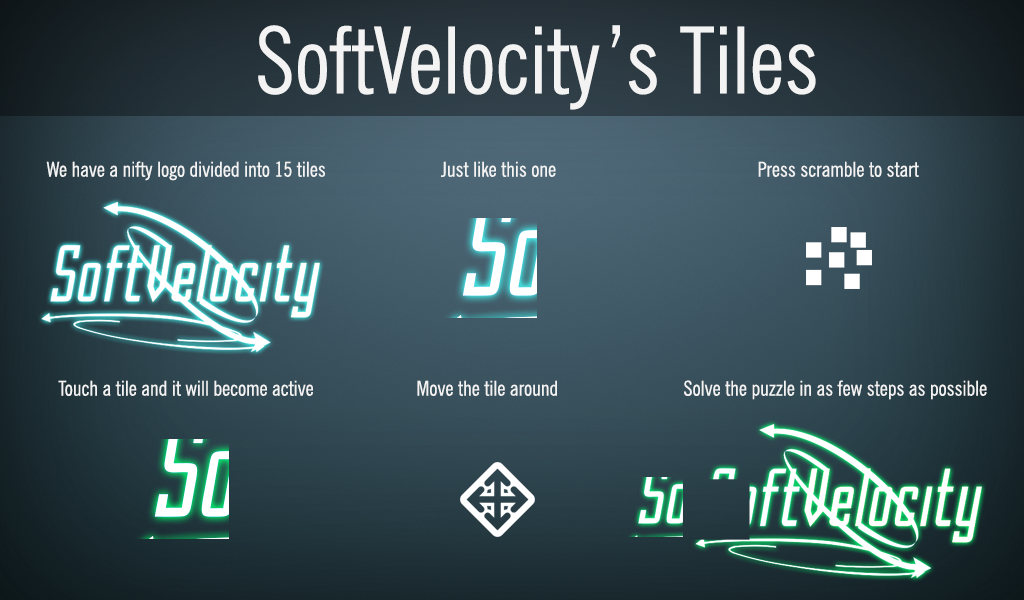 SoftVelocity's Tiles
We have a nifty logo divided into 15 tiles
Just like this one
Press scramble to start
SoftVelocity
So
Touch a tile and it will become active
Move the tile around
Solve the puzzle in as few steps as possible
So
So
oftVelocity